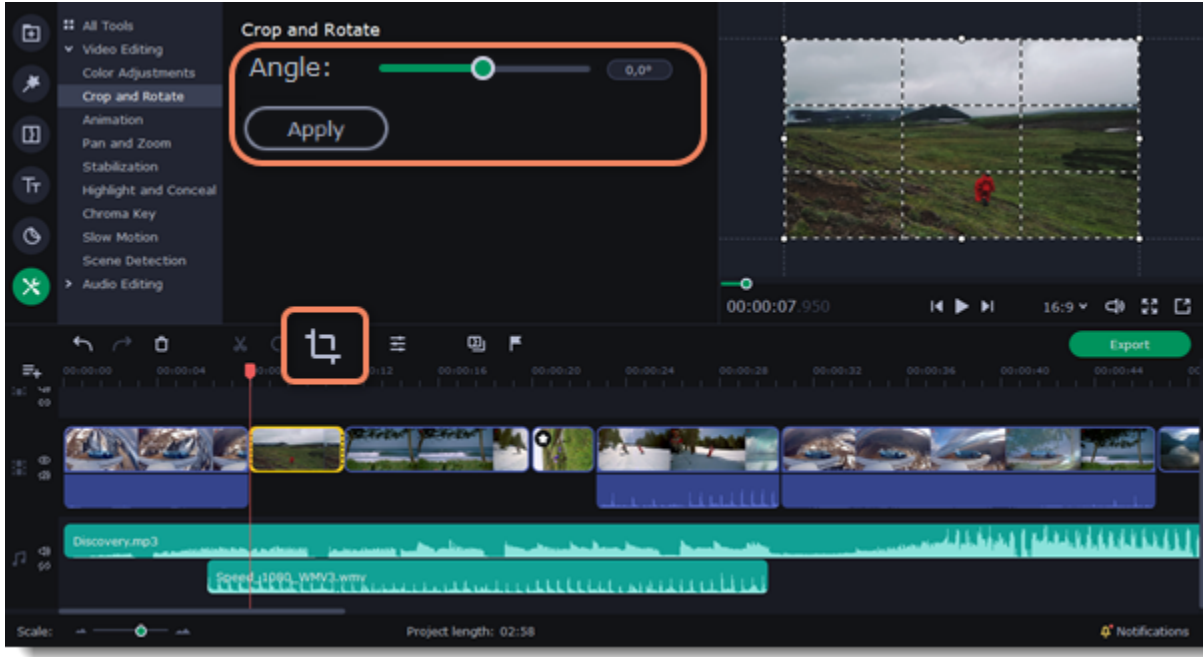 All Tools
Video Editing
Color Adjustments
Crop and Rotate
Animation
Pan and Zoom
Stabilization
Highlight and Conceal
Chroma Key
Slow Motion
Scene Detection
Audio Editing
Crop and Rotate
Angle:
0,0°
Apply
00:00:07.950
16:9
Export
00:00:00 00:00:04 00:00:16 00:00:20 00:00:24 00:00:28 00:00:32 00:00:36 00:00:40 00:00:44
Discovery.mp3
Speed_1080_WMV3.wmv
Scale:
Project length: 02:58
Notifications